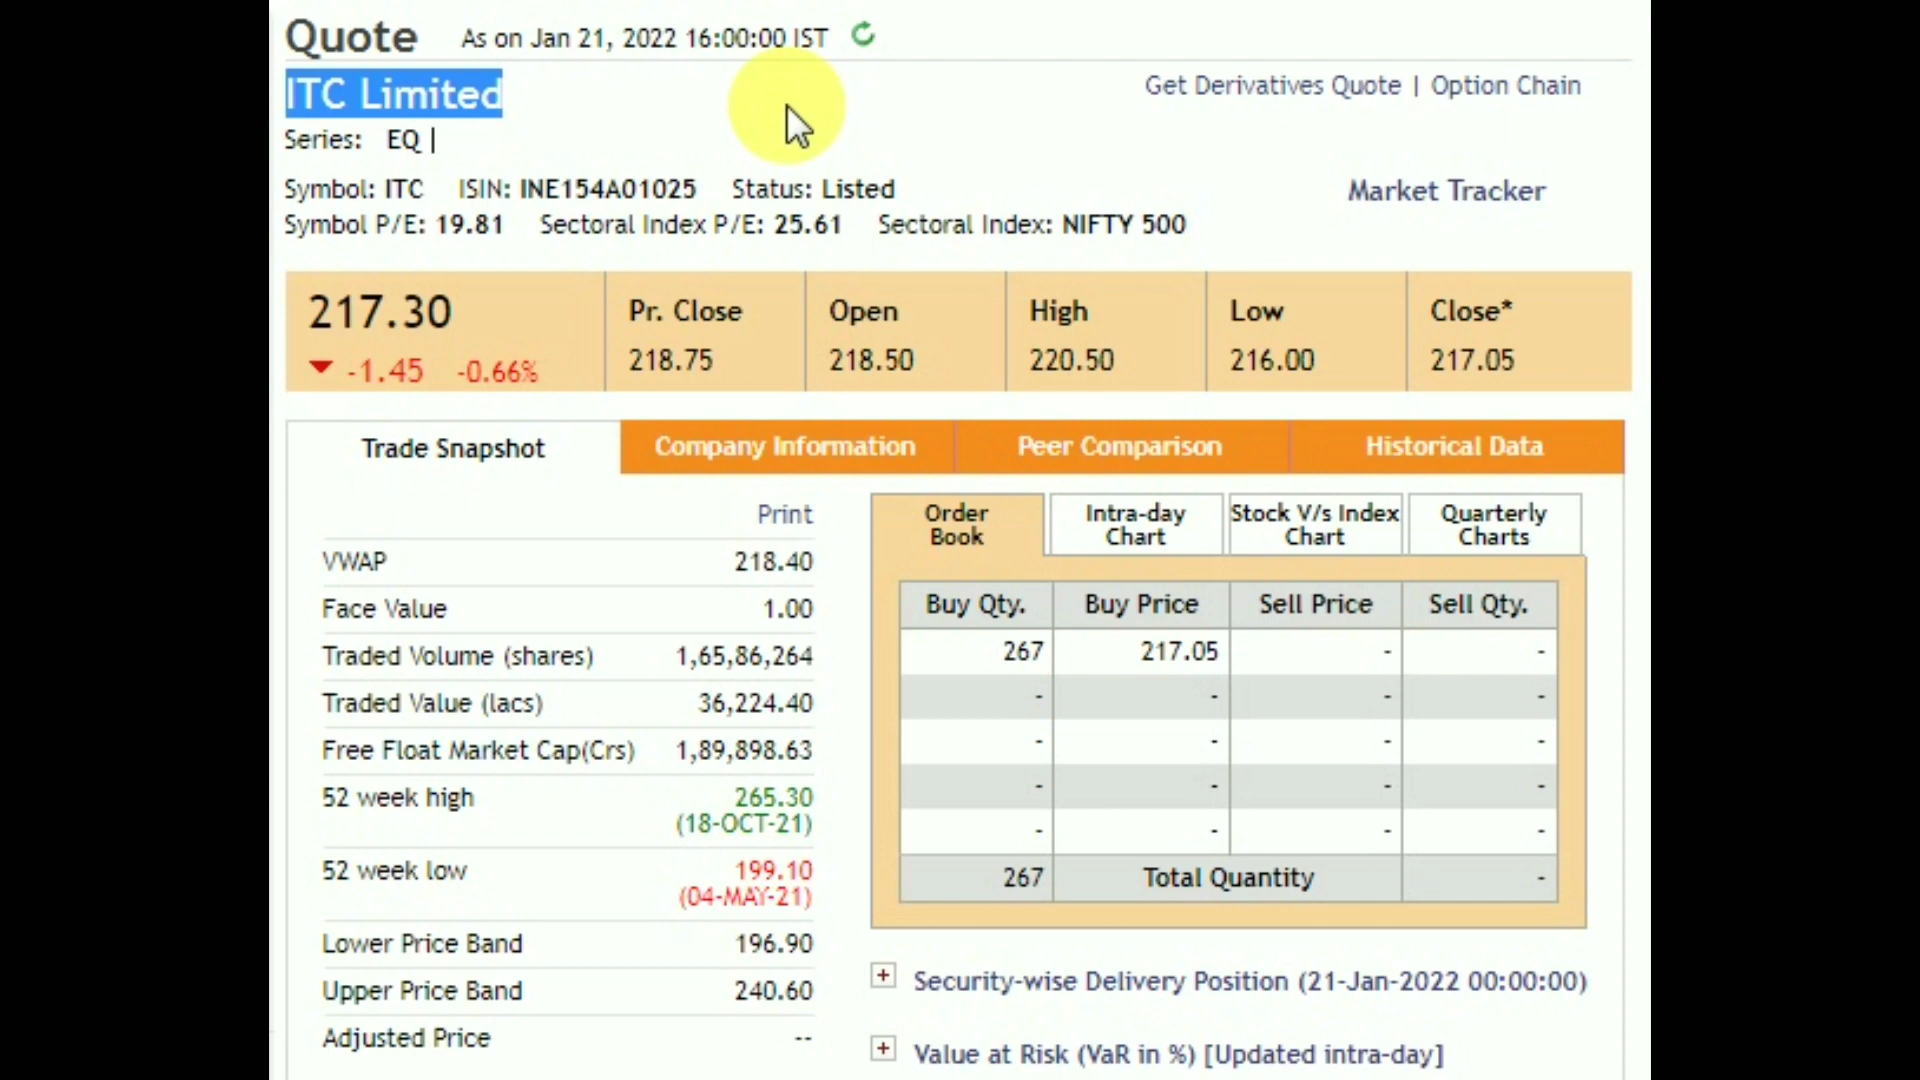 Quote As on Jan 21, 2022 16:00:00 IST
ITC Limited
Get Derivatives Quote | Option Chain
Series: EQ |
Symbol: ITC ISIN: INE154A01025 Status: Listed
Market Tracker
Symbol P/E: 19.81 Sectoral Index P/E: 25.61 Sectoral Index: NIFTY 500
217.30 Pr. Close Open High Low Close*
-1.45 -0.66% 218.75 218.50 220.50 216.00 217.05
Trade Snapshot Company Information Peer Comparison Historical Data
Print
VWAP 218.40
Face Value 1.00
Traded Volume (shares) 1,65,86,264
Traded Value (lacs) 36,224.40
Free Float Market Cap(Crs) 1,89,898.63
52 week high 265.30
(18-OCT-21)
52 week low 199.10
(04-MAY-21)
Lower Price Band 196.90
Upper Price Band 240.60
Adjusted Price --
Order Book Intra-day Chart Stock V/s Index Chart Quarterly Charts
Buy Qty. Buy Price Sell Price Sell Qty.
267 217.05 - -
- - - -
- - - -
- - - -
- - - -
267 Total Quantity -
+ Security-wise Delivery Position (21-Jan-2022 00:00:00)
+ Value at Risk (VaR in %) [Updated intra-day]